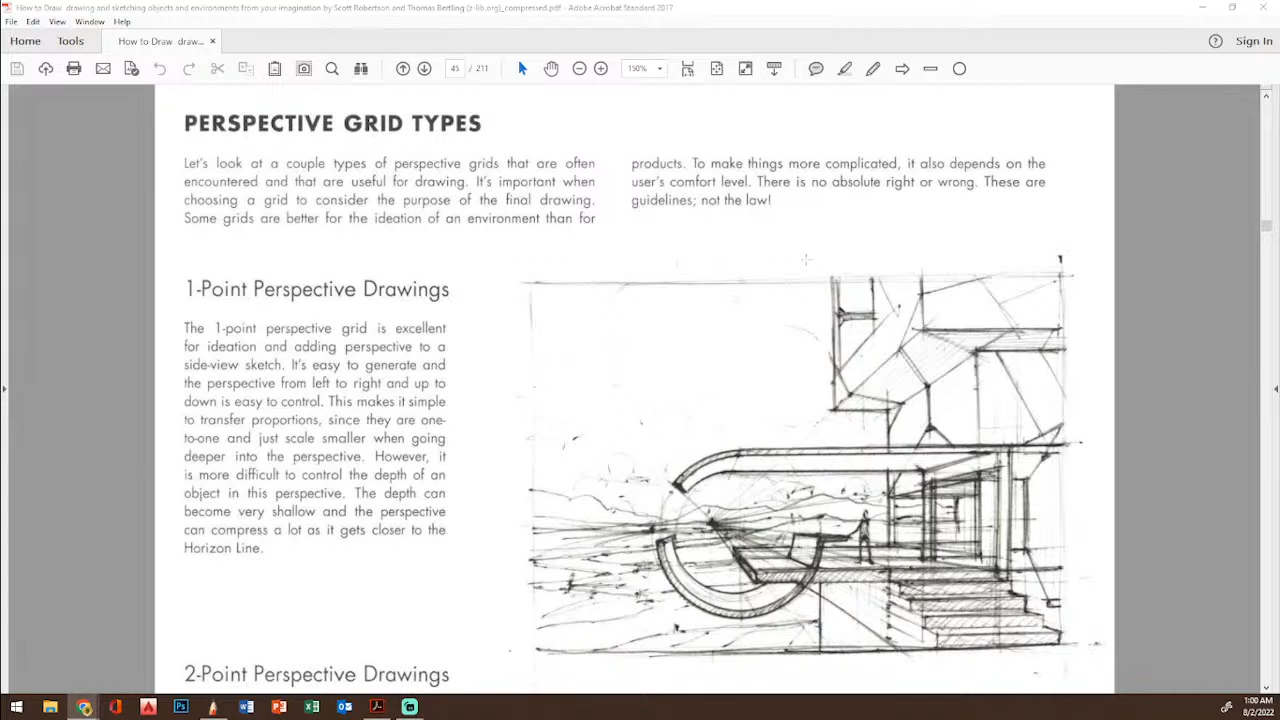 How to Draw drawing and sketching objects and environments from your imagination by Scott Robertson and Thomas Bertling (z-lib.org)_compressed.pdf - Adobe Acrobat Standard 2017
File Edit View Window Help
Home Tools How to Draw draw... × Sign In
45 / 211 150%
PERSPECTIVE GRID TYPES
Let's look at a couple types of perspective grids that are often
encountered and that are useful for drawing. It's important when
choosing a grid to consider the purpose of the final drawing.
Some grids are better for the ideation of an environment than for
products. To make things more complicated, it also depends on the
user's comfort level. There is no absolute right or wrong. These are
guidelines; not the law!
1-Point Perspective Drawings
The 1-point perspective grid is excellent
for ideation and adding perspective to a
side-view sketch. It's easy to generate and
the perspective from left to right and up to
down is easy to control. This makes it simple
to transfer proportions, since they are one-
to-one and just scale smaller when going
deeper into the perspective. However, it
is more difficult to control the depth of an
object in this perspective. The depth can
become very shallow and the perspective
can compress a lot as it gets closer to the
Horizon Line.
2-Point Perspective Drawings
1:00 AM
8/2/2022